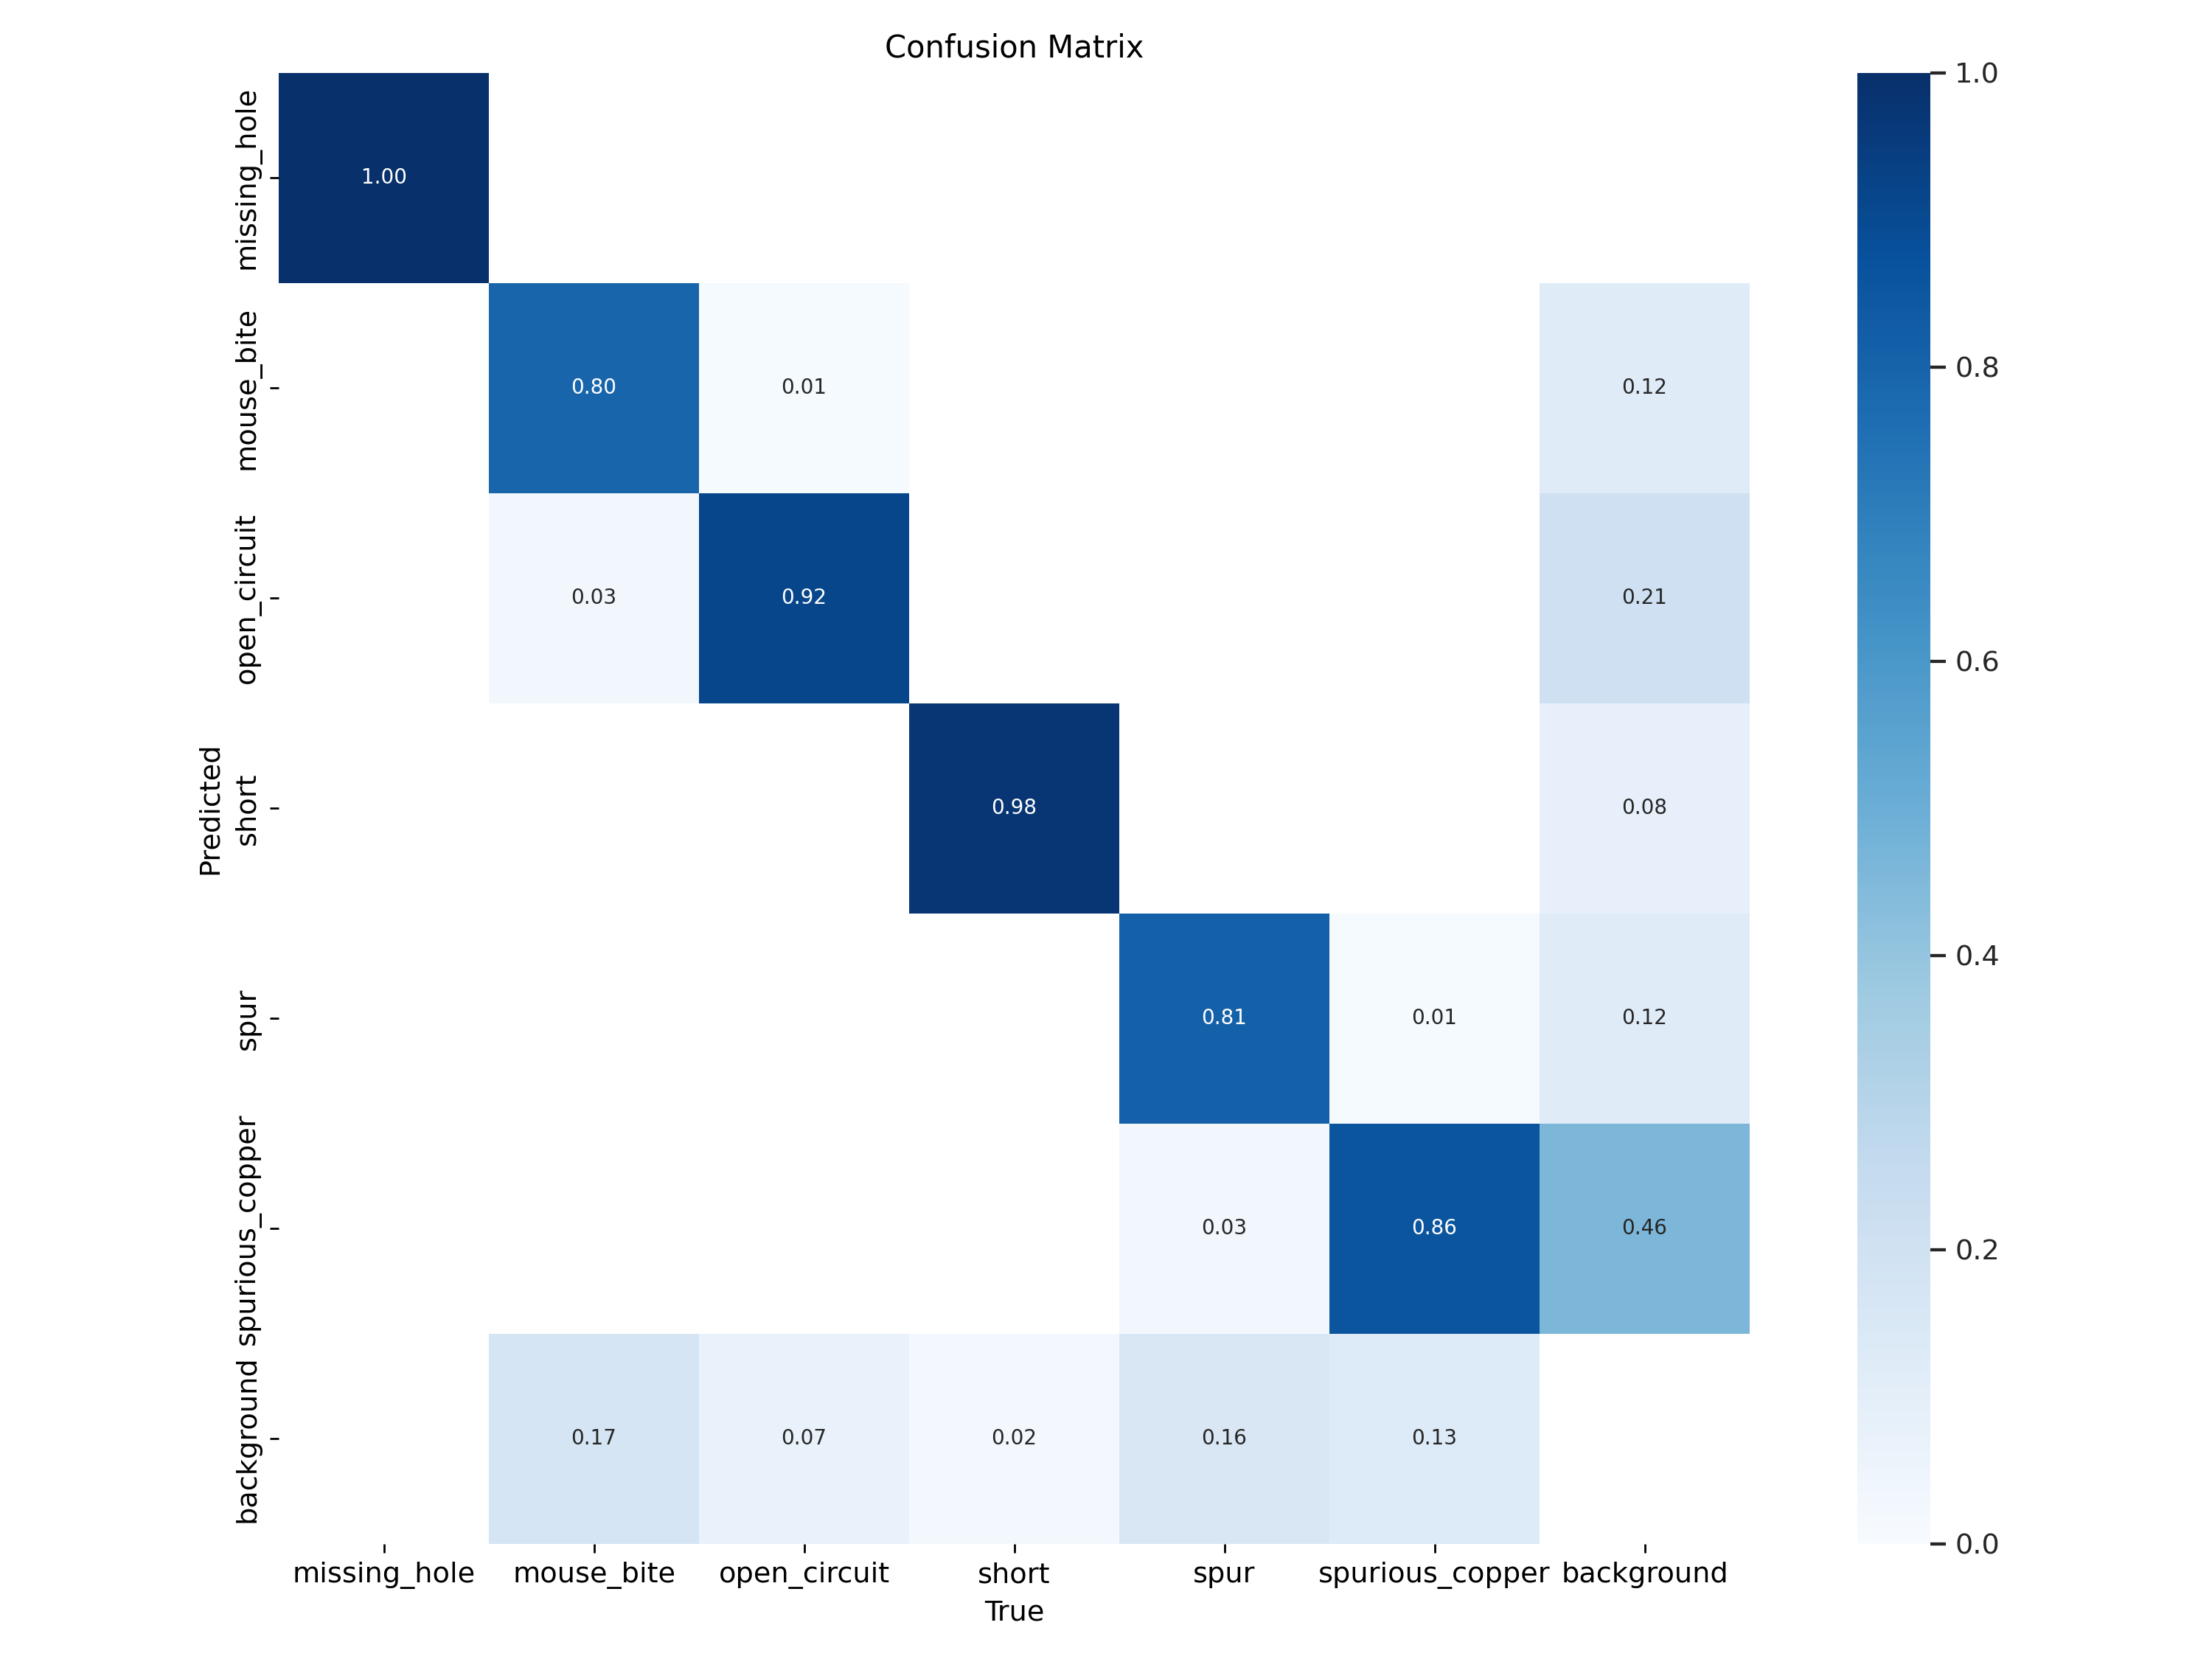 Confusion Matrix
missing_hole
mouse_bite
open_circuit
short
spur
spurious_copper
background
Predicted
1.00
0.80
0.01
0.12
0.03
0.92
0.21
0.98
0.08
0.81
0.01
0.12
0.03
0.86
0.46
0.17
0.07
0.02
0.16
0.13
missing_hole
mouse_bite
open_circuit
short
spur
spurious_copper
background
True
1.0
0.8
0.6
0.4
0.2
0.0